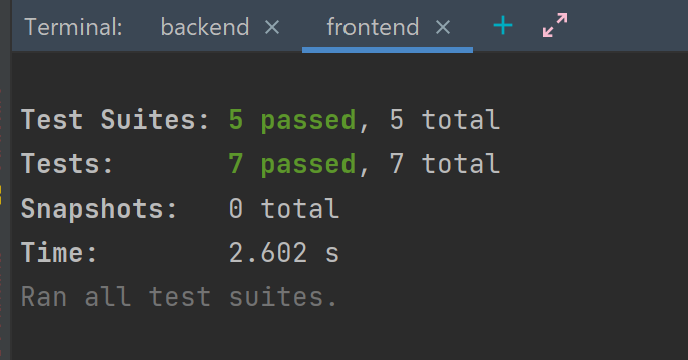 Terminal: backend × frontend × +
Test Suites: 5 passed, 5 total
Tests: 7 passed, 7 total
Snapshots: 0 total
Time: 2.602 s
Ran all test suites.